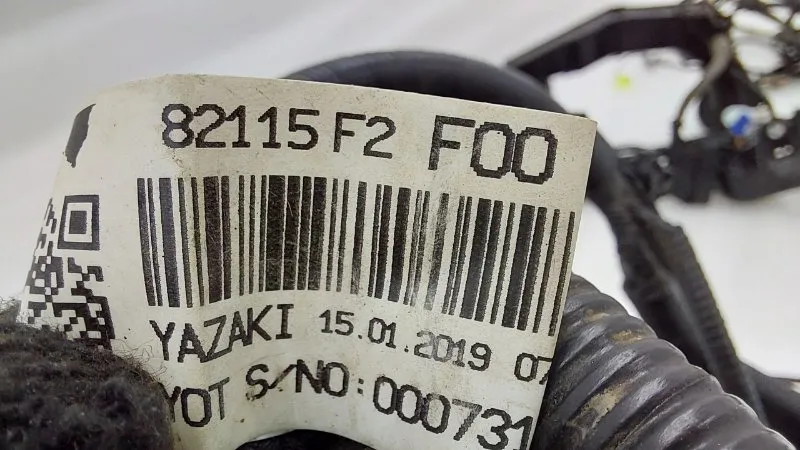 82115F2 F00
YAZAKI 15.01.2019 07
YOT S/NO:000731